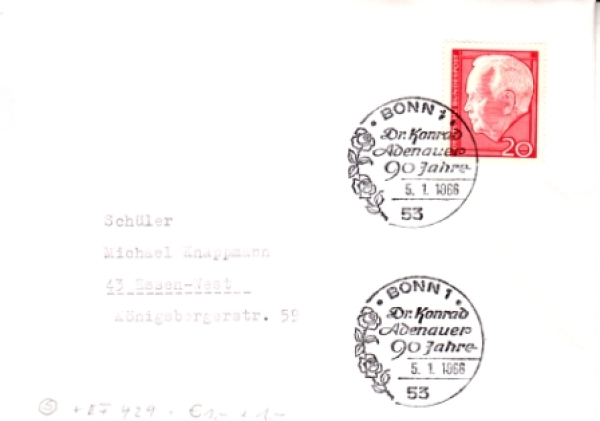 BUNDESPOST
20
BONN 1
Dr. Konrad
Adenauer
90 Jahre
5. 1. 1966
53
Schüler
Michael Knappmann
43 Essen-West
Königsbergerstr. 59
BONN 1
Dr. Konrad
Adenauer
90 Jahre
5. 1. 1966
53